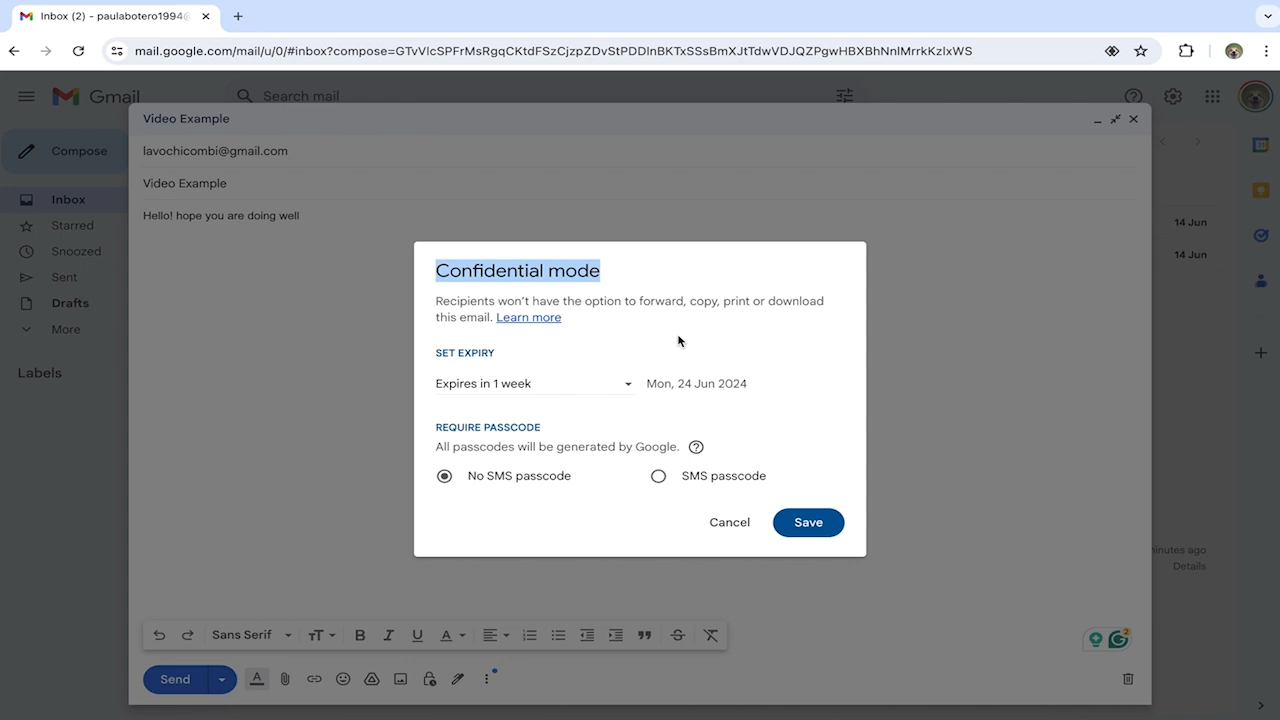 Inbox (2) - paulabotero1994@
mail.google.com/mail/u/0/#inbox?compose=GTvVlcSPFrMsRgqCKtdFSzCjzpZDvStPDDlnBKTxSSsBmXJtTdwVDJQZPgwHBXBhNnlMrrkKzlxWS
Gmail
Search mail
Compose
Inbox
Starred
Snoozed
Sent
Drafts
More
Labels
Video Example
lavochicombi@gmail.com
Video Example
Hello! hope you are doing well
14 Jun
14 Jun
Confidential mode
Recipients won't have the option to forward, copy, print or download
this email. Learn more
SET EXPIRY
Expires in 1 week Mon, 24 Jun 2024
REQUIRE PASSCODE
All passcodes will be generated by Google.
No SMS passcode SMS passcode
Cancel Save
minutes ago
Details
Sans Serif
Send
2